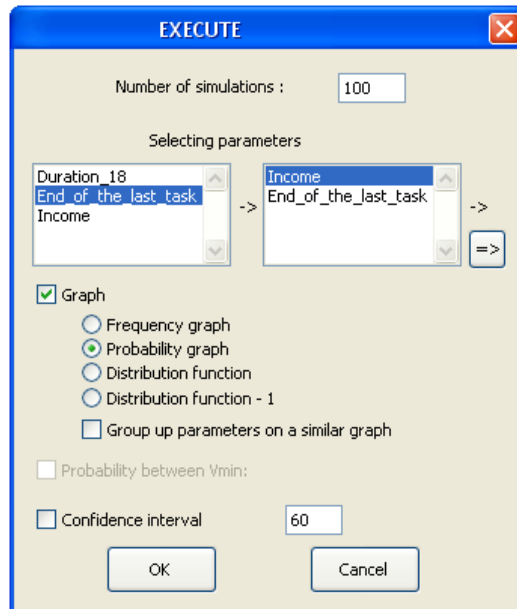 EXECUTE
Number of simulations : 100
Selecting parameters
Duration_18
End_of_the_last_task
Income
->
Income
End_of_the_last_task
->
=>
Graph
Frequency graph
Probability graph
Distribution function
Distribution function - 1
Group up parameters on a similar graph
Probability between Vmin:
Confidence interval 60
OK Cancel